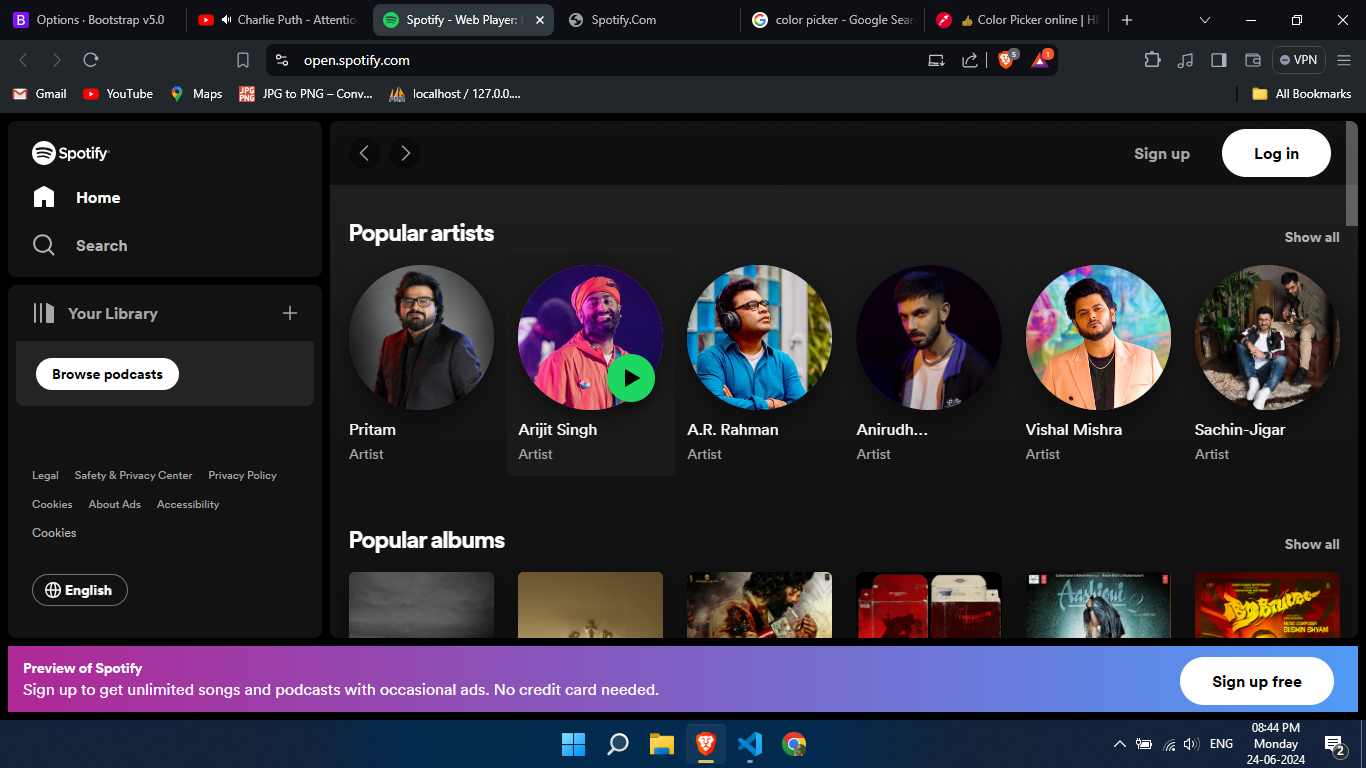 Options · Bootstrap v5.0
Charlie Puth - Attentio
Spotify - Web Player:
Spotify.Com
color picker - Google Sear
Color Picker online | HE
open.spotify.com
5
1
VPN
Gmail
YouTube
Maps
JPG to PNG – Conv...
localhost / 127.0.0....
All Bookmarks
Spotify
Sign up
Log in
Home
Search
Popular artists
Show all
Your Library
Browse podcasts
Pritam
Arijit Singh
A.R. Rahman
Anirudh...
Vishal Mishra
Sachin-Jigar
Artist
Artist
Artist
Artist
Artist
Artist
Legal
Safety & Privacy Center
Privacy Policy
Cookies
About Ads
Accessibility
Cookies
Popular albums
Show all
English
Aashiqui
Preview of Spotify
Sign up to get unlimited songs and podcasts with occasional ads. No credit card needed.
Sign up free
ENG
08:44 PM
Monday
24-06-2024
2